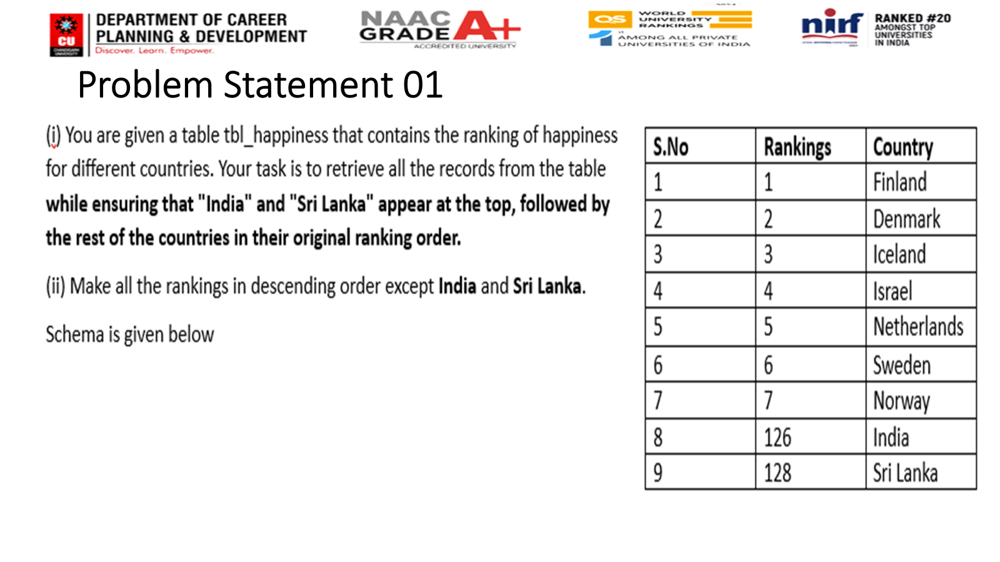 CU
CHANDIGARH
UNIVERSITY
DEPARTMENT OF CAREER
PLANNING & DEVELOPMENT
Discover. Learn. Empower.
NAAC
GRADE A+
ACCREDITED UNIVERSITY
QS WORLD
UNIVERSITY
RANKINGS
1st AMONG ALL PRIVATE
UNIVERSITIES OF INDIA
nirf
RANKED #20
AMONGST TOP
UNIVERSITIES
IN INDIA
Problem Statement 01
(i) You are given a table tbl_happiness that contains the ranking of happiness
for different countries. Your task is to retrieve all the records from the table
while ensuring that "India" and "Sri Lanka" appear at the top, followed by
the rest of the countries in their original ranking order.
(ii) Make all the rankings in descending order except India and Sri Lanka.
Schema is given below
S.No Rankings Country
1 1 Finland
2 2 Denmark
3 3 Iceland
4 4 Israel
5 5 Netherlands
6 6 Sweden
7 7 Norway
8 126 India
9 128 Sri Lanka